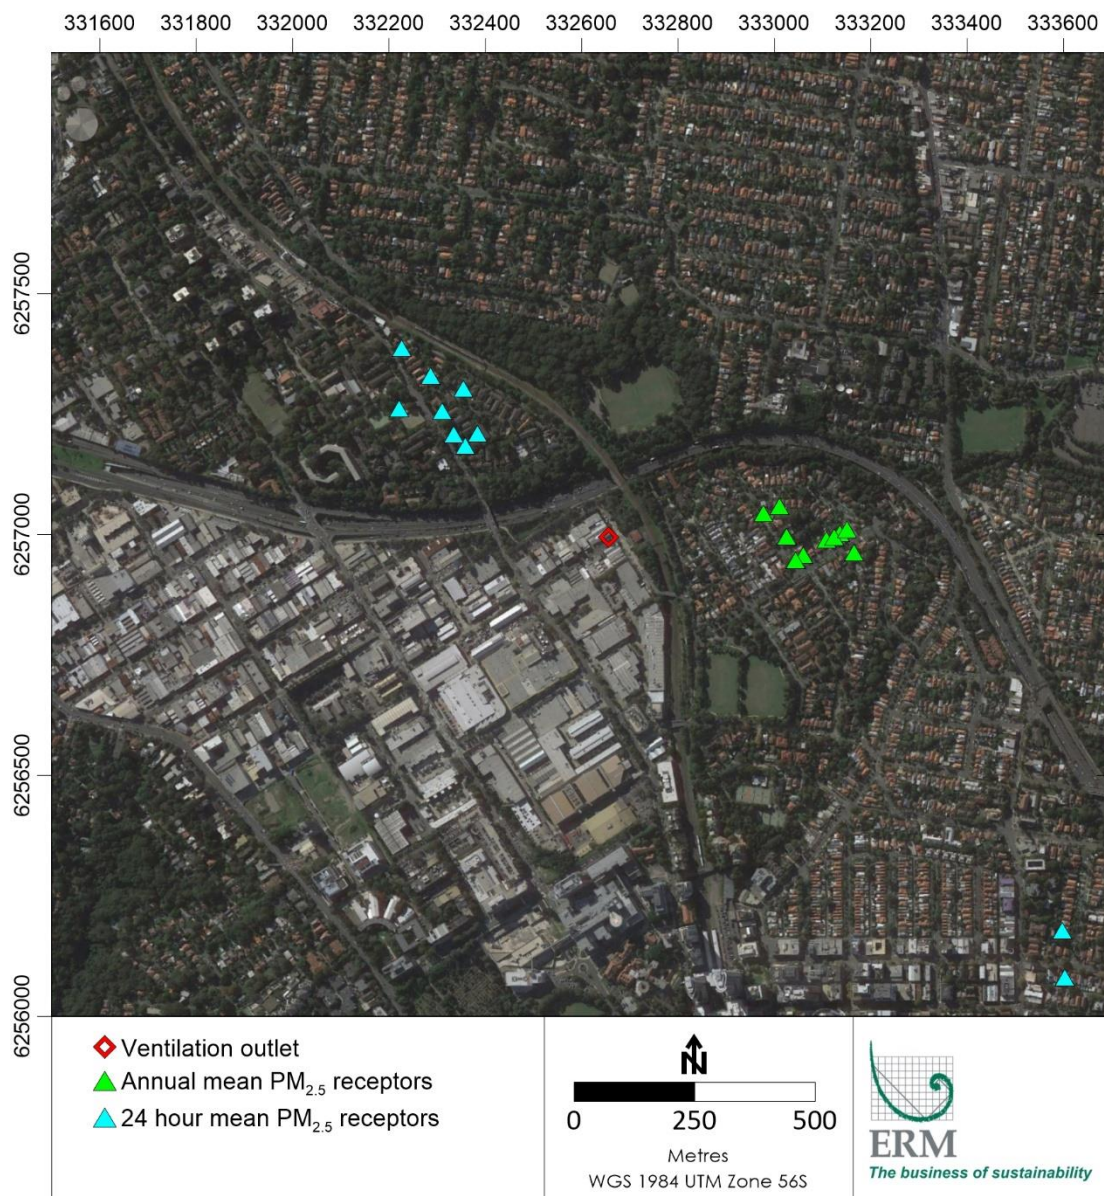 331600 331800 332000 332200 332400 332600 332800 333000 333200 333400 333600
6257500
6257000
6256500
6256000
Ventilation outlet
Annual mean PM2.5 receptors
24 hour mean PM2.5 receptors
N
0 250 500
Metres
WGS 1984 UTM Zone 56S
ERM
The business of sustainability